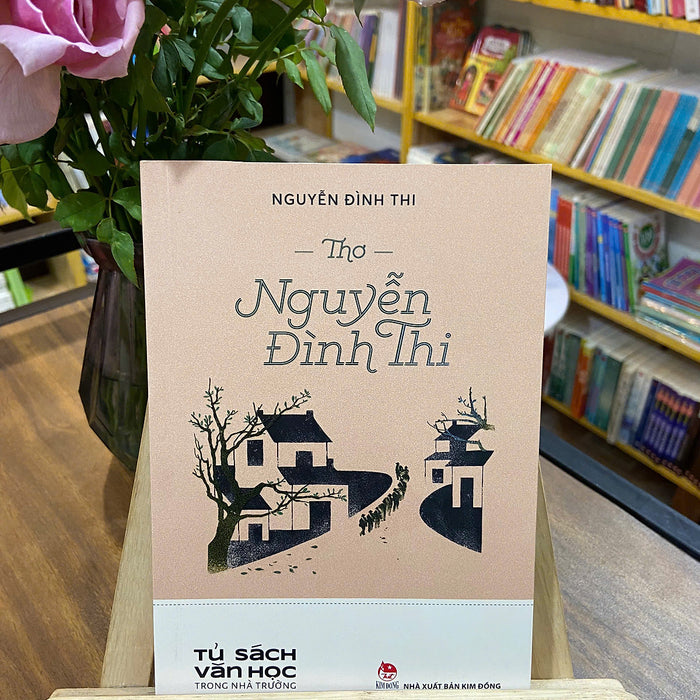 NGUYỄN ĐÌNH THI
Thơ
Nguyễn
Đình Thi
TỦ SÁCH
VĂN HỌC
TRONG NHÀ TRƯỜNG
KIM ĐỒNG
NHÀ XUẤT BẢN KIM ĐỒNG